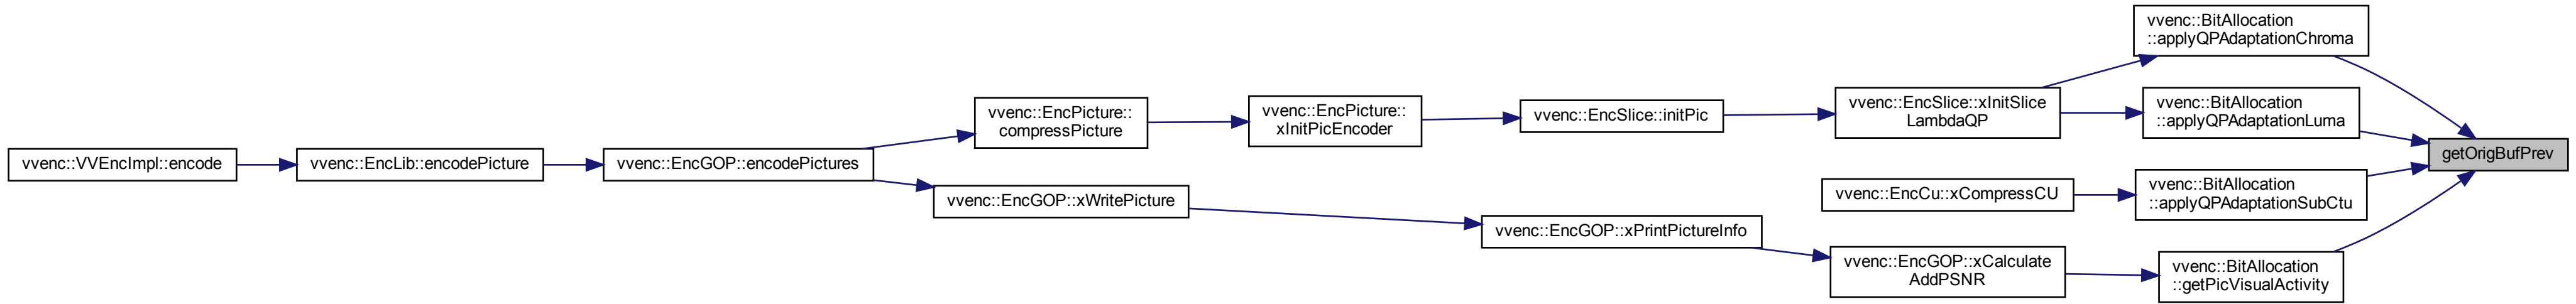 vvenc::VVEncImpl::encode
vvenc::EncLib::encodePicture
vvenc::EncGOP::encodePictures
vvenc::EncPicture::
compressPicture
vvenc::EncGOP::xWritePicture
vvenc::EncPicture::
xInitPicEncoder
vvenc::EncSlice::initPic
vvenc::EncGOP::xPrintPictureInfo
vvenc::EncSlice::xInitSlice
LambdaQP
vvenc::EncCu::xCompressCU
vvenc::EncGOP::xCalculate
AddPSNR
vvenc::BitAllocation
::applyQPAdaptationChroma
vvenc::BitAllocation
::applyQPAdaptationLuma
vvenc::BitAllocation
::applyQPAdaptationSubCtu
vvenc::BitAllocation
::getPicVisualActivity
getOrigBufPrev